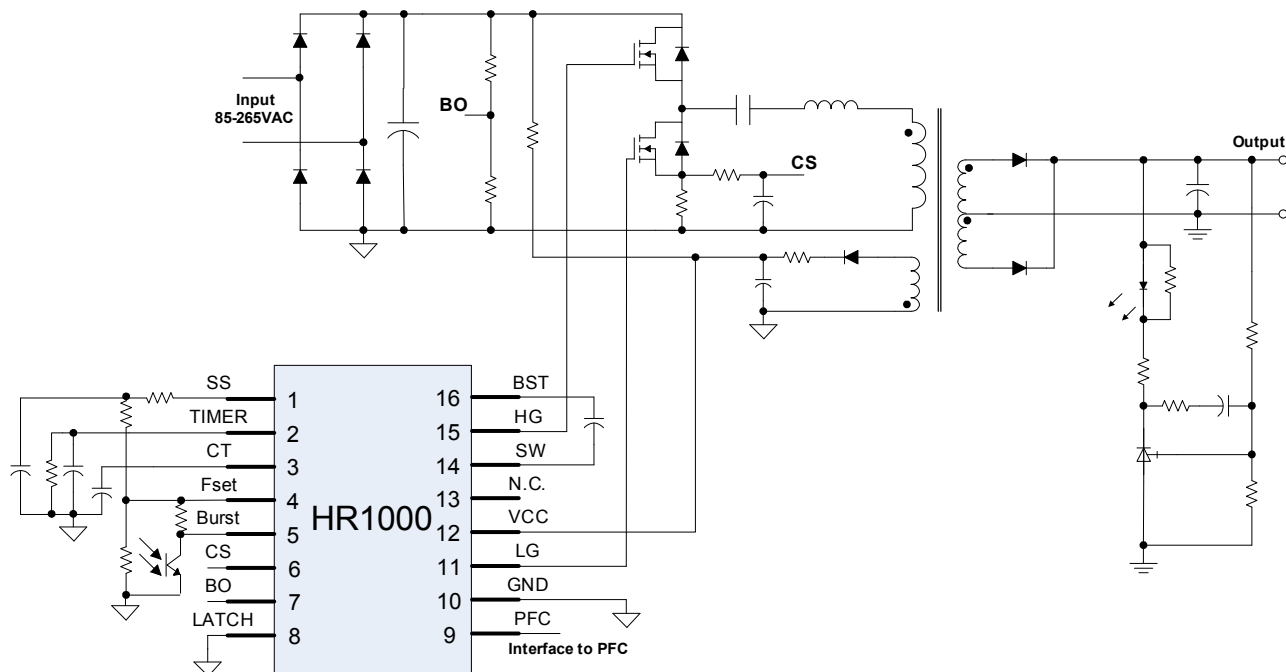 Input
85-265VAC
BO
CS
Output
SS
1
TIMER
2
CT
3
Fset
4
Burst
5
CS
6
BO
7
LATCH
8
HR1000
BST
16
HG
15
SW
14
N.C.
13
VCC
12
LG
11
GND
10
PFC
9
Interface to PFC